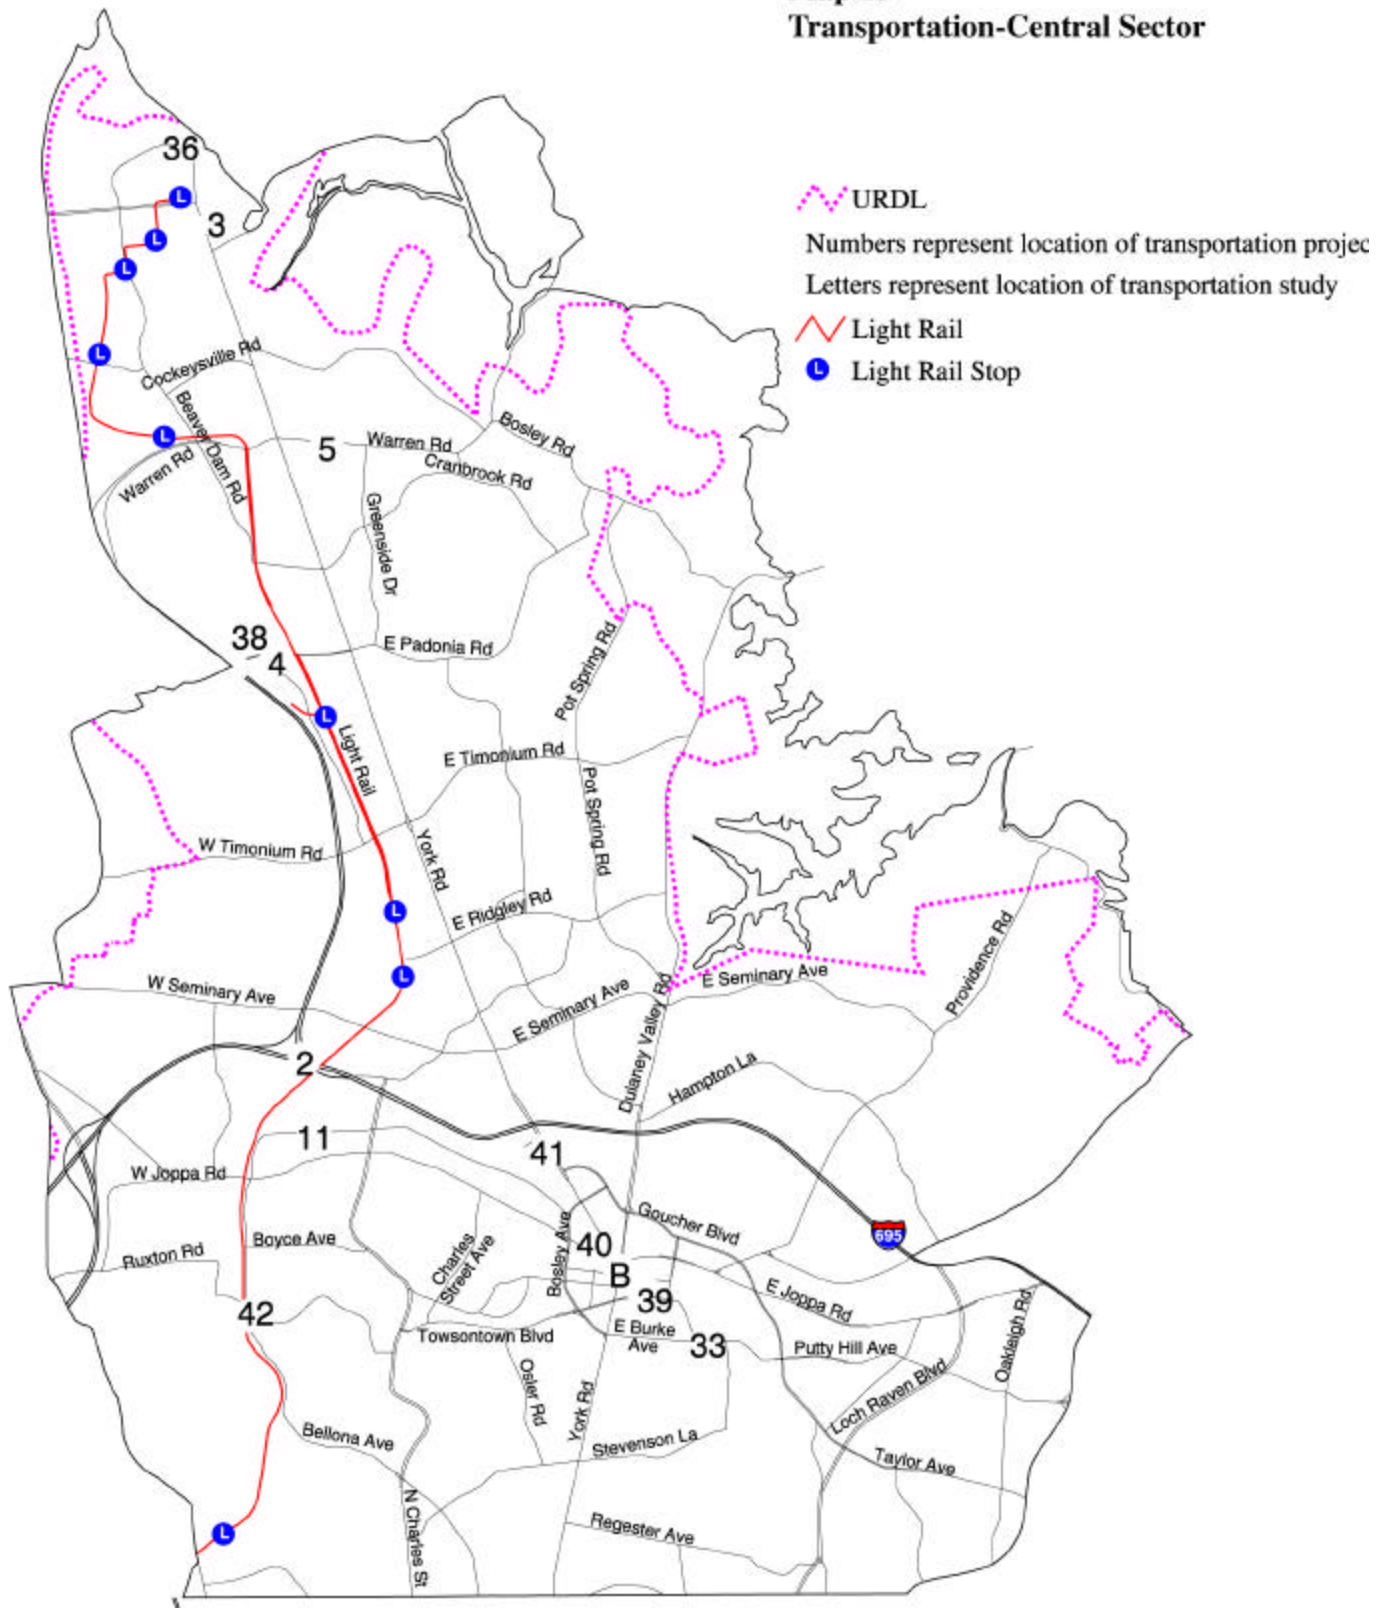 Transportation-Central Sector
URDL
Numbers represent location of transportation projec
Letters represent location of transportation study
Light Rail
L Light Rail Stop
36
L
3
L
L
L
Cockeysville Rd
Beaver Dam Rd
L
Warren Rd
5
Warren Rd
Bosley Rd
Cranbrook Rd
Greenside Dr
38
4
E Padonia Rd
Pot Spring Rd
L
Light Rail
E Timonium Rd
Pot Spring Rd
W Timonium Rd
York Rd
L
E Ridgley Rd
Providence Rd
L
W Seminary Ave
E Seminary Ave
E Seminary Ave
Dulaney Valley Rd
2
Hampton La
11
41
W Joppa Rd
Goucher Blvd
695
Boyce Ave
Ruxton Rd
Charles
Street Ave
Bosley Ave
40
B
39
E Joppa Rd
42
Towsontown Blvd
E Burke
Ave
33
Putty Hill Ave
Oakleigh Rd
Osler Rd
York Rd
Loch Raven Blvd
Bellona Ave
Stevenson La
Taylor Ave
N Charles St
Regester Ave
L